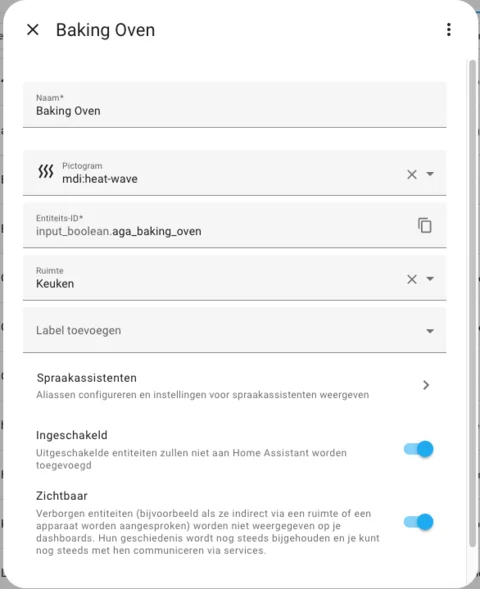 Baking Oven
Naam*
Baking Oven
Pictogram
mdi:heat-wave
Entiteits-ID*
input_boolean.aga_baking_oven
Ruimte
Keuken
Label toevoegen
Spraakassistenten
Aliassen configureren en instellingen voor spraakassistenten weergeven
Ingeschakeld
Uitgeschakelde entiteiten zullen niet aan Home Assistant worden
toegevoegd
Zichtbaar
Verborgen entiteiten (bijvoorbeeld als ze indirect via een ruimte of een
apparaat worden aangesproken) worden niet weergegeven op je
dashboards. Hun geschiedenis wordt nog steeds bijgehouden en je kunt
nog steeds met hen communiceren via services.